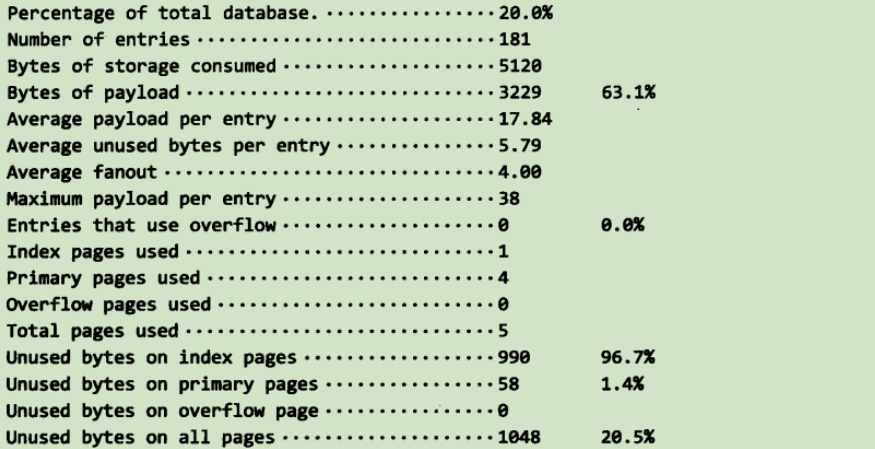 Percentage of total database. ················ 20.0%
Number of entries ···························· 181
Bytes of storage consumed ···················· 5120
Bytes of payload ····························· 3229 63.1%
Average payload per entry ···················· 17.84
Average unused bytes per entry ··············· 5.79
Average fanout ······························· 4.00
Maximum payload per entry ···················· 38
Entries that use overflow ···················· 0 0.0%
Index pages used ····························· 1
Primary pages used ··························· 4
Overflow pages used ·························· 0
Total pages used ····························· 5
Unused bytes on index pages ·················· 990 96.7%
Unused bytes on primary pages ················ 58 1.4%
Unused bytes on overflow page ················ 0
Unused bytes on all pages ···················· 1048 20.5%